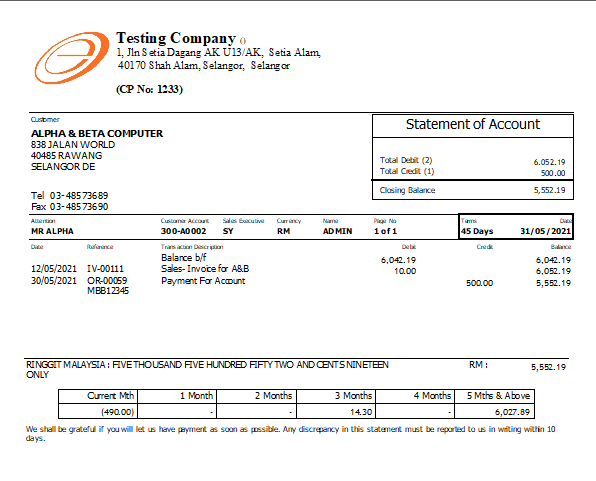 Testing Company ()
1, Jln Setia Dagang AK U13/AK, Setia Alam,
40170 Shah Alam, Selangor, Selangor
(CP No: 1233)
Customer
ALPHA & BETA COMPUTER
838 JALAN WORLD
40485 RAWANG
SELANGOR DE
Tel 03-48573689
Fax 03-48573690
Statement of Account
Total Debit (2) 6,052.19
Total Credit (1) 500.00
Closing Balance 5,552.19
Attention Customer Account Sales Executive Currency Name Page No Terms Date
MR ALPHA 300-A0002 SY RM ADMIN 1 of 1 45 Days 31/05/2021
Date Reference Transaction Description Debit Credit Balance
Balance b/f 6,042.19 6,042.19
12/05/2021 IV-00111 Sales- Invoice for A&B 10.00 6,052.19
30/05/2021 OR-00059 Payment For Account 500.00 5,552.19
MBB12345
RINGGIT MALAYSIA : FIVE THOUSAND FIVE HUNDRED FIFTY TWO AND CENTS NINETEEN RM : 5,552.19
ONLY
Current Mth 1 Month 2 Months 3 Months 4 Months 5 Mths & Above
(490.00) - - 14.30 - 6,027.89
We shall be grateful if you will let us have payment as soon as possible. Any discrepancy in this statement must be reported to us in writing within 10
days.